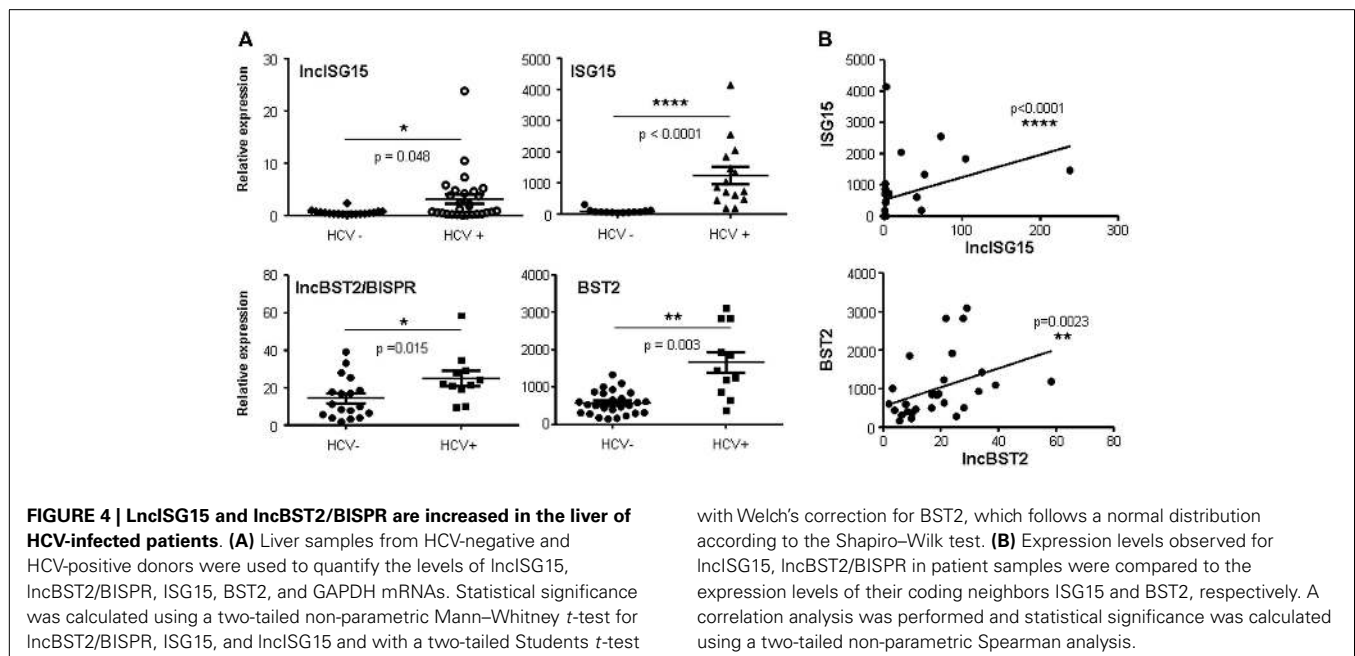 A
B
Relative expression
30
20
10
0
lncISG15
*
p = 0.048
HCV -
HCV +
5000
4000
3000
2000
1000
0
ISG15
****
p < 0.0001
HCV -
HCV +
ISG15
5000
4000
3000
2000
1000
0
p<0.0001
****
0
100
200
300
lncISG15
Relative expression
80
60
40
20
0
lncBST2/BISPR
*
p =0.015
HCV-
HCV+
4000
3000
2000
1000
0
BST2
**
p = 0.003
HCV-
HCV+
BST2
4000
3000
2000
1000
0
p=0.0023
**
0
20
40
60
80
lncBST2
FIGURE 4 | LncISG15 and lncBST2/BISPR are increased in the liver of
HCV-infected patients. (A) Liver samples from HCV-negative and
HCV-positive donors were used to quantify the levels of lncISG15,
lncBST2/BISPR, ISG15, BST2, and GAPDH mRNAs. Statistical significance
was calculated using a two-tailed non-parametric Mann–Whitney t-test for
lncBST2/BISPR, ISG15, and lncISG15 and with a two-tailed Students t-test
with Welch's correction for BST2, which follows a normal distribution
according to the Shapiro–Wilk test. (B) Expression levels observed for
lncISG15, lncBST2/BISPR in patient samples were compared to the
expression levels of their coding neighbors ISG15 and BST2, respectively. A
correlation analysis was performed and statistical significance was calculated
using a two-tailed non-parametric Spearman analysis.